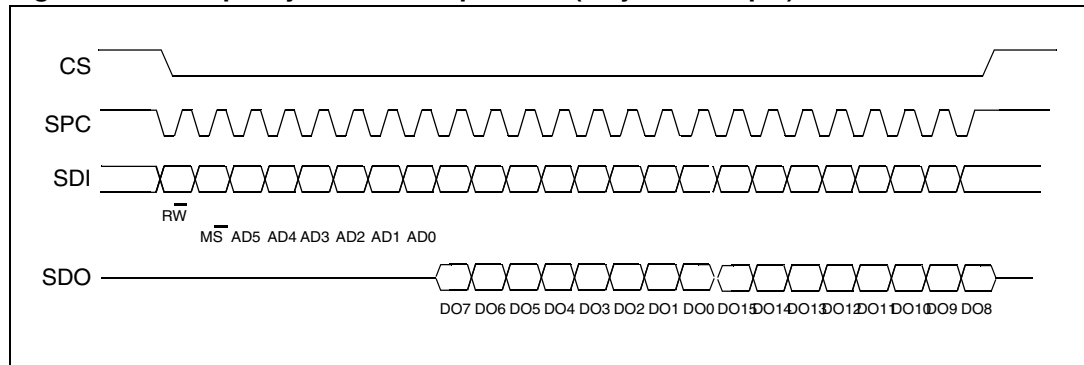 CS
SPC
SDI
RW
MS AD5 AD4 AD3 AD2 AD1 AD0
SDO
DO7 DO6 DO5 DO4 DO3 DO2 DO1 DO0 DO15 DO14 DO13 DO12 DO11 DO10 DO9 DO8